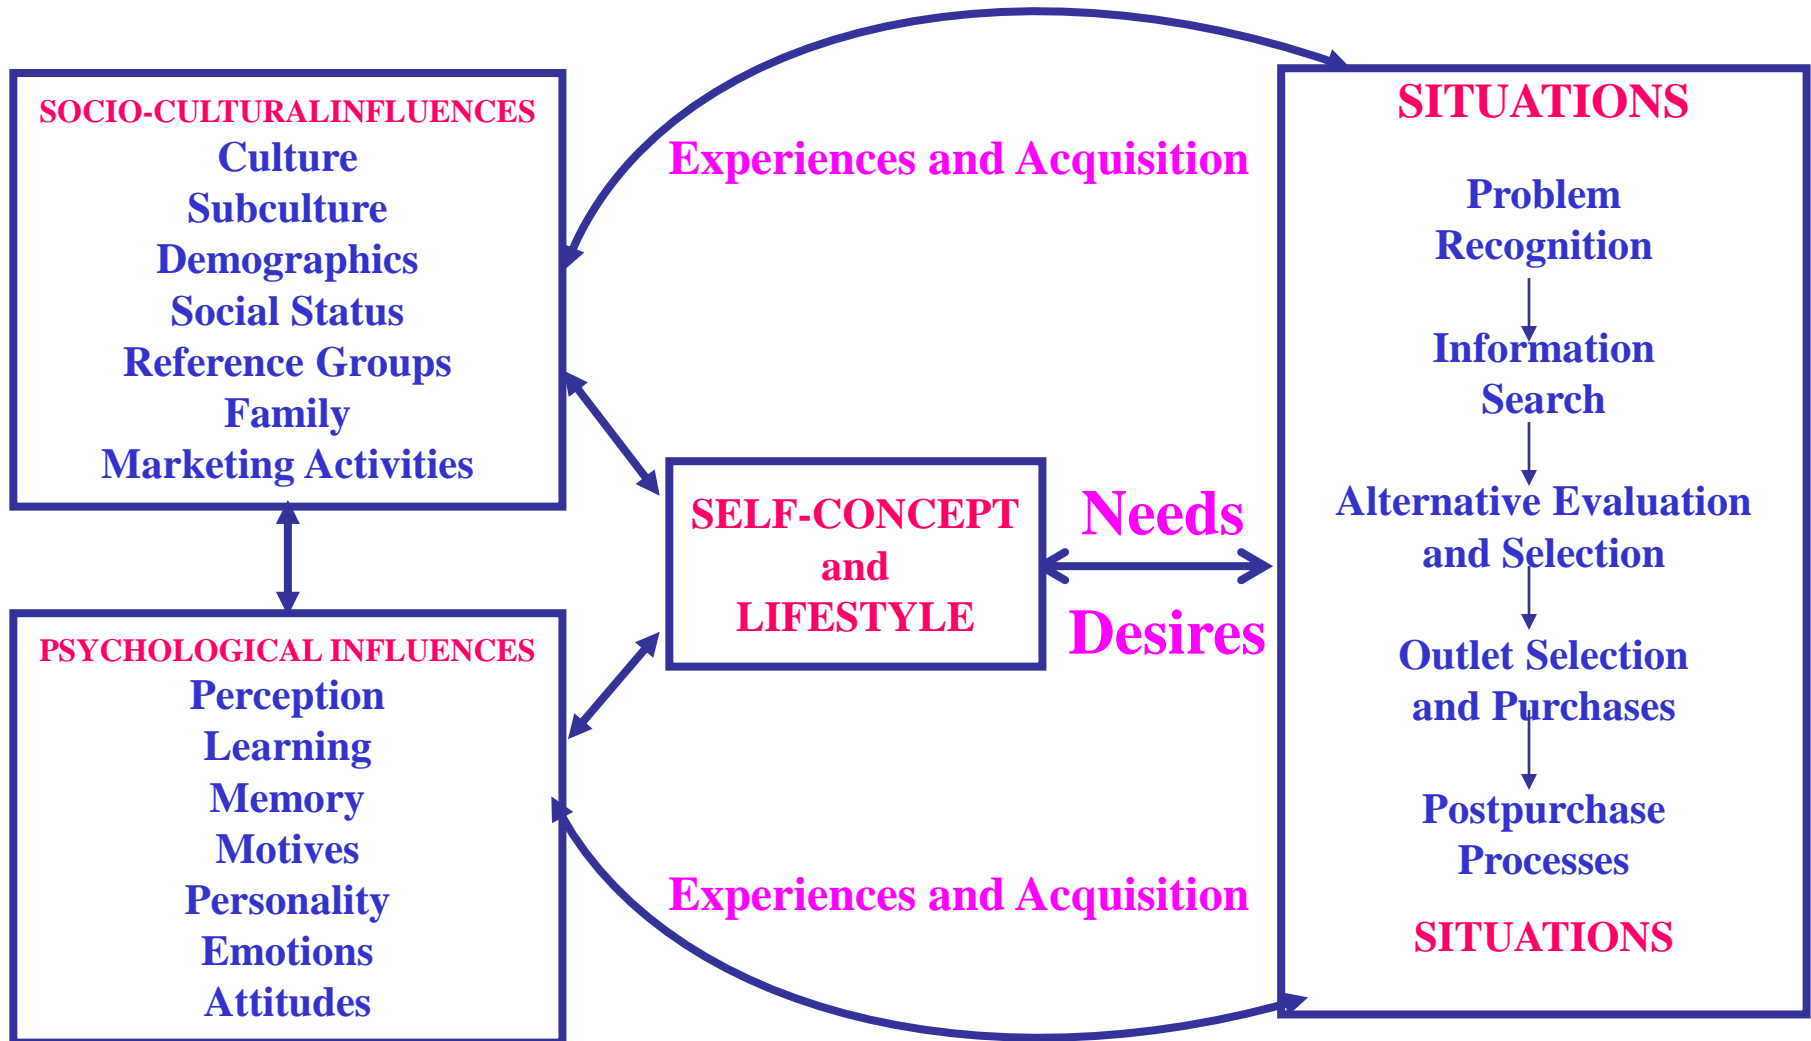 SOCIO-CULTURALINFLUENCES
Culture
Subculture
Demographics
Social Status
Reference Groups
Family
Marketing Activities
PSYCHOLOGICAL INFLUENCES
Perception
Learning
Memory
Motives
Personality
Emotions
Attitudes
Experiences and Acquisition
SELF-CONCEPT
and
LIFESTYLE
Needs
Desires
Experiences and Acquisition
SITUATIONS
Problem
Recognition
Information
Search
Alternative Evaluation
and Selection
Outlet Selection
and Purchases
Postpurchase
Processes
SITUATIONS